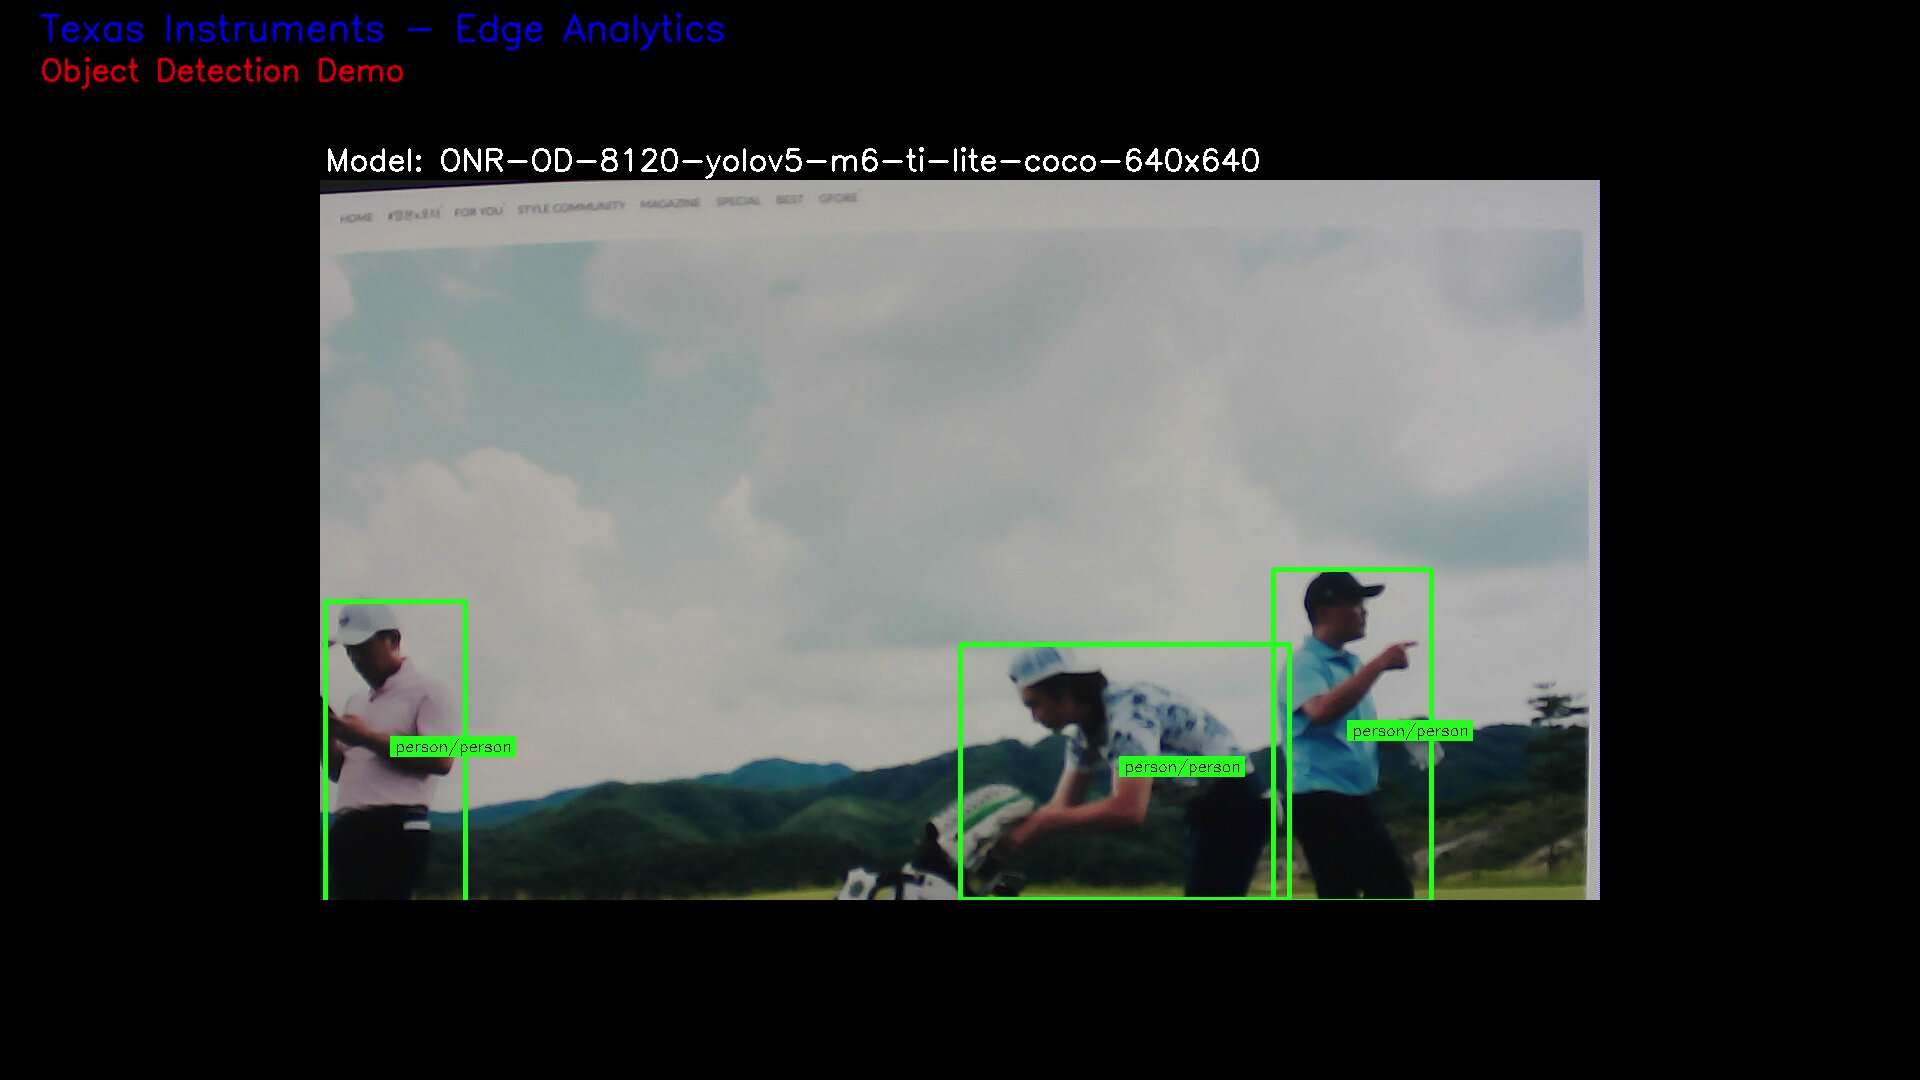 Texas Instruments - Edge Analytics
Object Detection Demo
Model: ONR-OD-8120-yolov5-m6-ti-lite-coco-640x640
HOME FOR YOU STYLE COMMUNITY MAGAZINE SPECIAL BEST GFORE
person/person
person/person
person/person